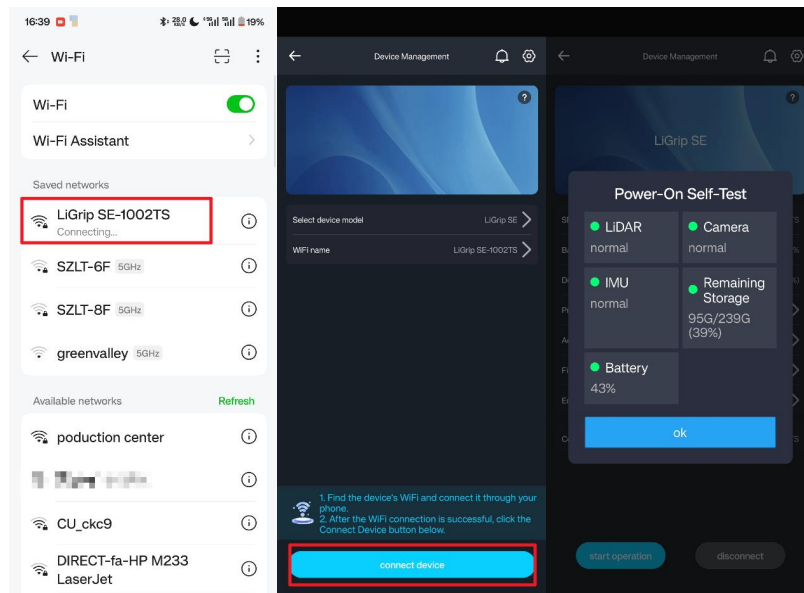 16:39
19%
Wi-Fi
Wi-Fi
Wi-Fi Assistant
Saved networks
LiGrip SE-1002TS
Connecting...
SZLT-6F 5GHz
SZLT-8F 5GHz
greenvalley 5GHz
Available networks Refresh
poduction center
CU_ckc9
DIRECT-fa-HP M233
LaserJet
Device Management
?
Select device model LiGrip SE
WiFi name LiGrip SE-1002TS
1. Find the device's WiFi and connect it through your
phone.
2. After the WiFi connection is successful, click the
Connect Device button below.
connect device
Device Management
?
LiGrip SE
Power-On Self-Test
LiDAR
normal
Camera
normal
IMU
normal
Remaining
Storage
95G/239G
(39%)
Battery
43%
ok
start operation disconnect